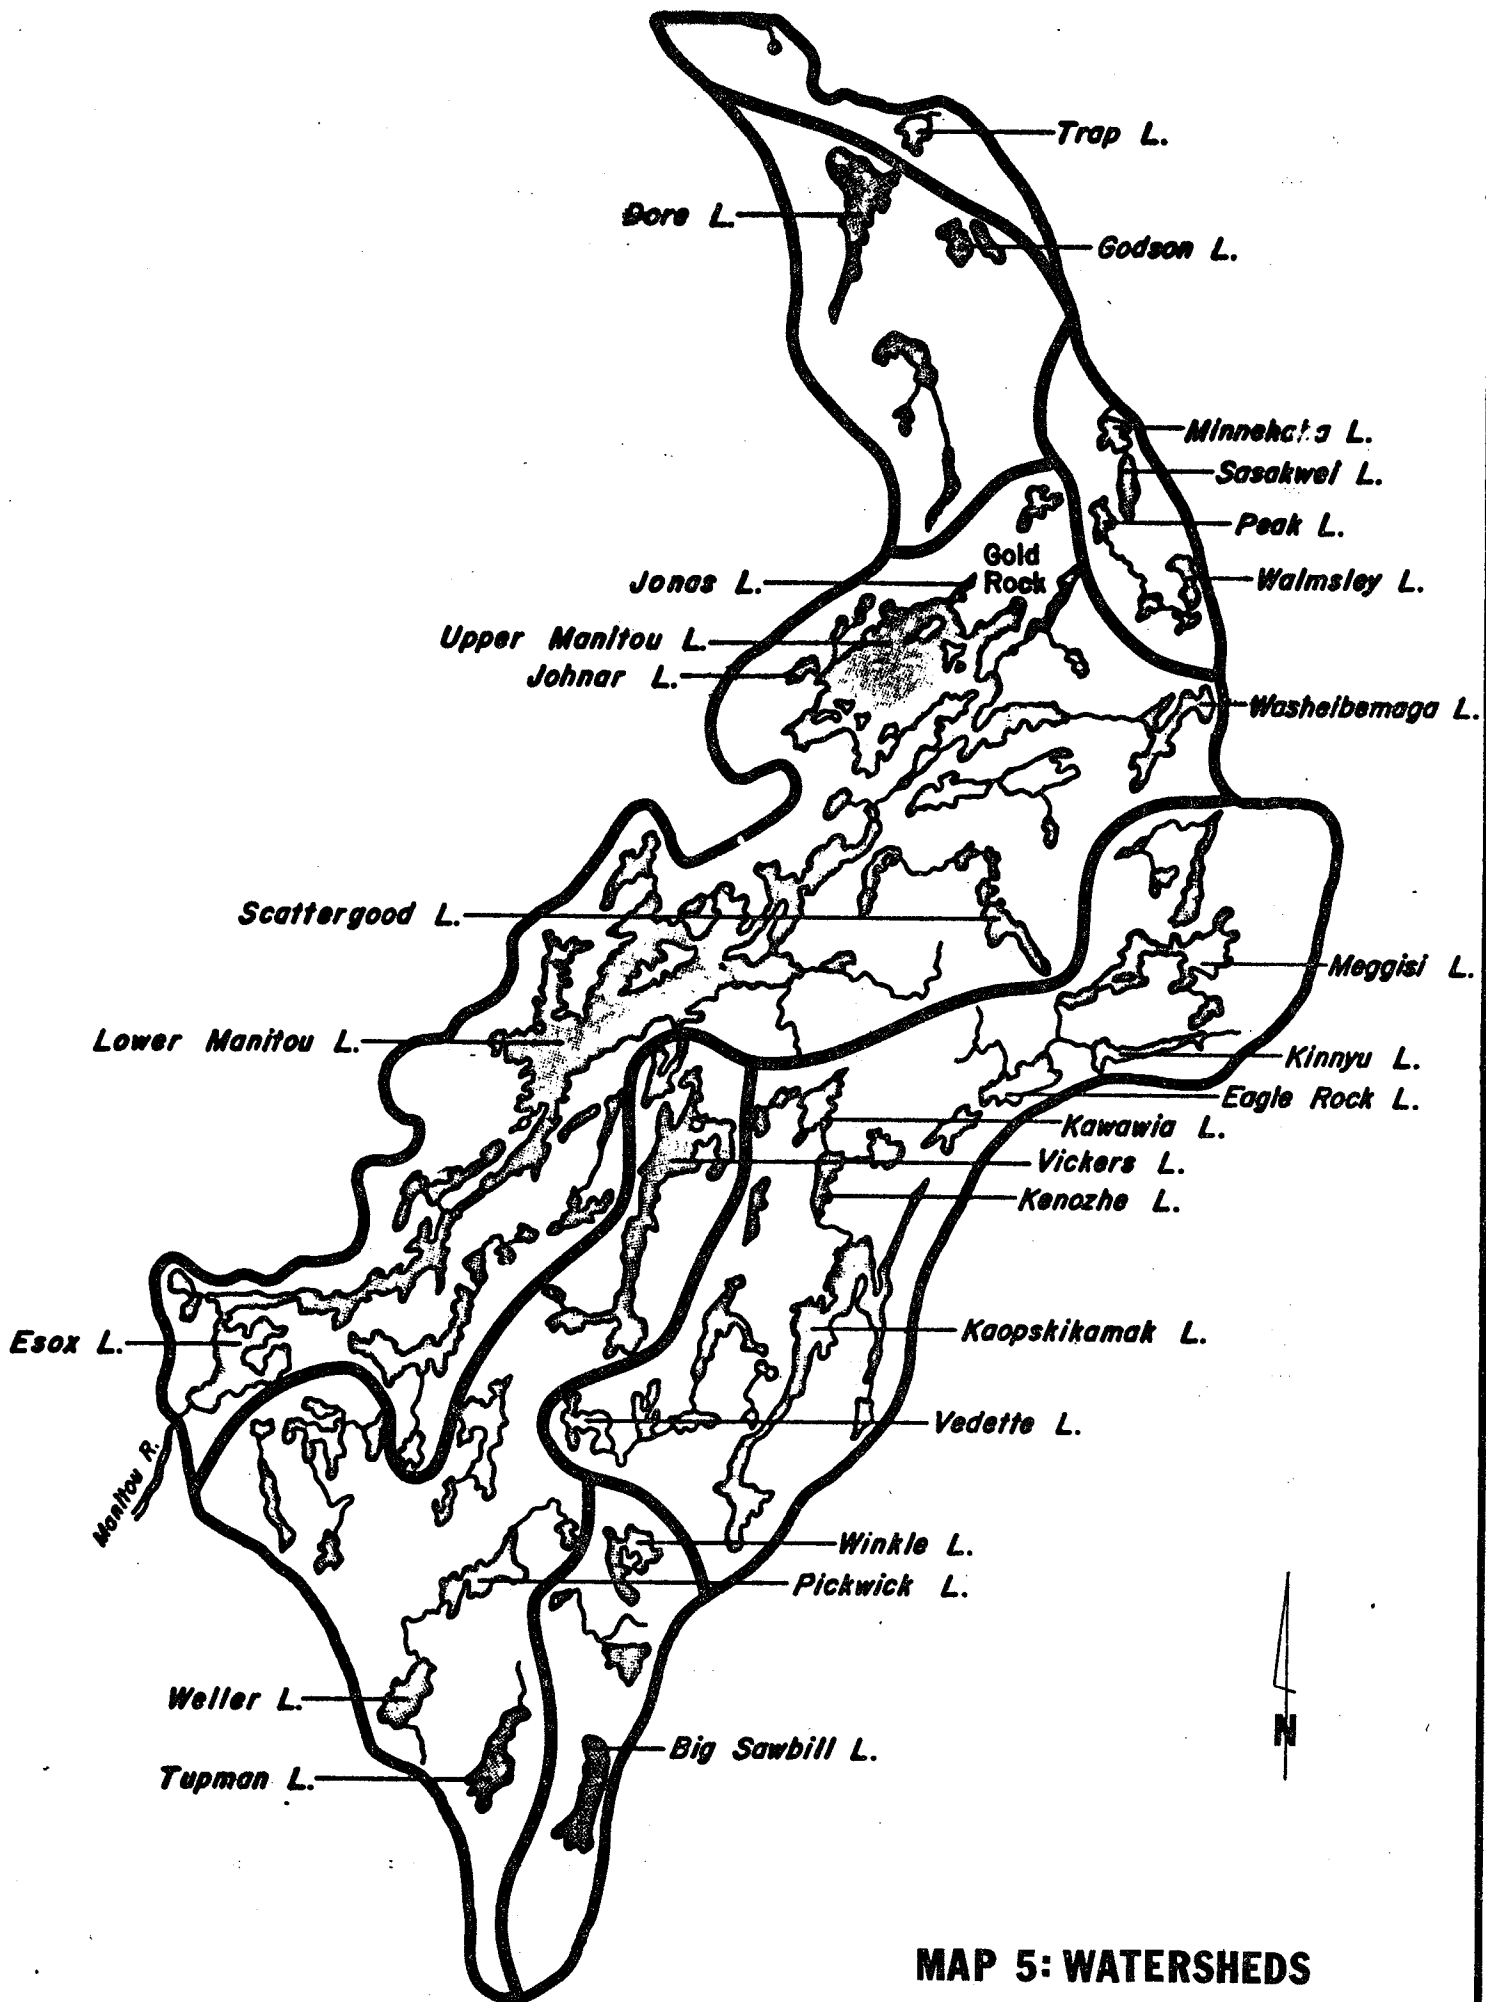 Trap L.
Dore L.
Godson L.
L.
Sasakwei L.
Peak L.
Gold
Rock
Jonas L.
Walmsley L.
Upper Manitou L.
Johnar L.
Washeibemaga L.
Scattergood L.
Meggisi L.
Lower Manitou L.
Kinnyu L.
Eagle Rock L.
Kawawia L.
Vickers L.
Kenozhe L.
Esox L.
Kaopskikamak L.
Vedette L.
Manitou R.
Winkle L.
Pickwick L.
Weller L.
N
Big Sawbill L.
Tupman L.
MAP 5: WATERSHEDS